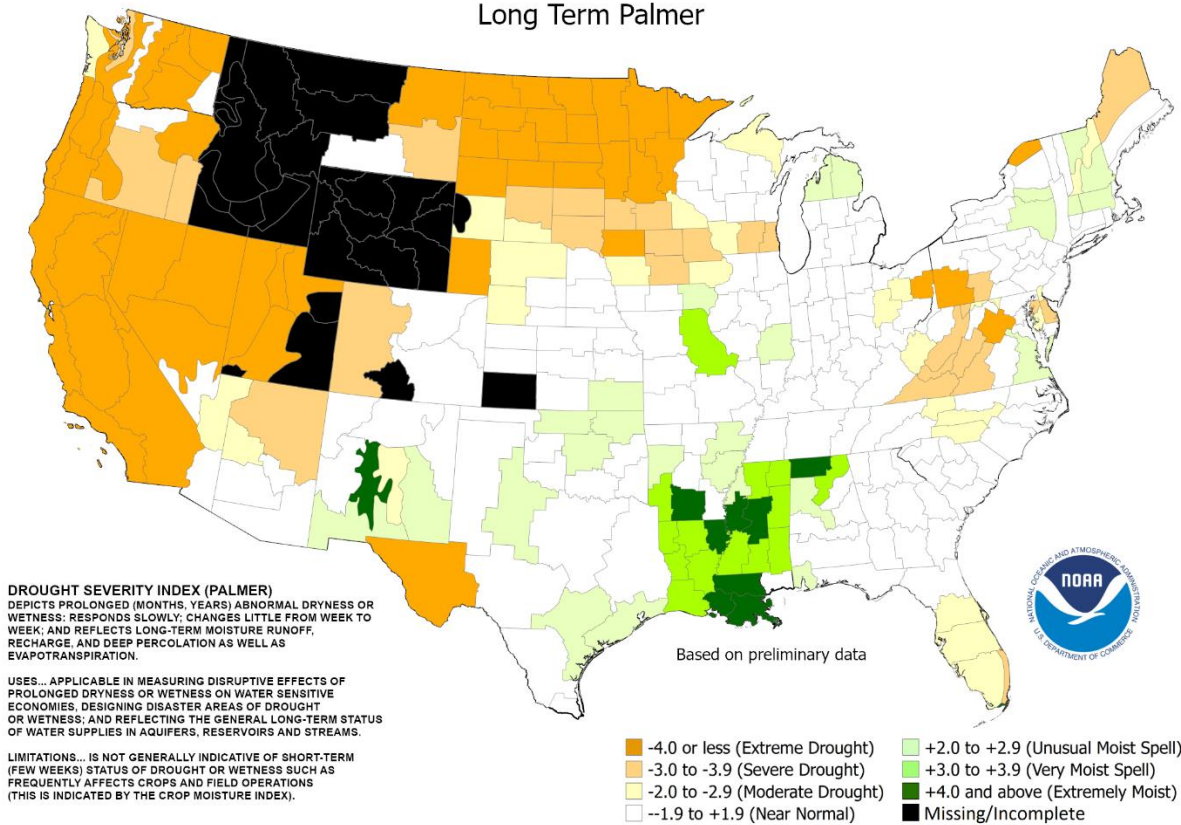 Long Term Palmer
DROUGHT SEVERITY INDEX (PALMER)
DEPICTS PROLONGED (MONTHS, YEARS) ABNORMAL DRYNESS OR
WETNESS: RESPONDS SLOWLY; CHANGES LITTLE FROM WEEK TO
WEEK; AND REFLECTS LONG-TERM MOISTURE RUNOFF,
RECHARGE, AND DEEP PERCOLATION AS WELL AS
EVAPOTRANSPIRATION.
USES... APPLICABLE IN MEASURING DISRUPTIVE EFFECTS OF
PROLONGED DRYNESS OR WETNESS ON WATER SENSITIVE
ECONOMIES, DESIGNING DISASTER AREAS OF DROUGHT
OR WETNESS; AND REFLECTING THE GENERAL LONG-TERM STATUS
OF WATER SUPPLIES IN AQUIFERS, RESERVOIRS AND STREAMS.
LIMITATIONS... IS NOT GENERALLY INDICATIVE OF SHORT-TERM
(FEW WEEKS) STATUS OF DROUGHT OR WETNESS SUCH AS
FREQUENTLY AFFECTS CROPS AND FIELD OPERATIONS
(THIS IS INDICATED BY THE CROP MOISTURE INDEX).
Based on preliminary data
NATIONAL OCEANIC AND ATMOSPHERIC ADMINISTRATION
NOAA
U.S. DEPARTMENT OF COMMERCE
-4.0 or less (Extreme Drought)
-3.0 to -3.9 (Severe Drought)
-2.0 to -2.9 (Moderate Drought)
--1.9 to +1.9 (Near Normal)
+2.0 to +2.9 (Unusual Moist Spell)
+3.0 to +3.9 (Very Moist Spell)
+4.0 and above (Extremely Moist)
Missing/Incomplete